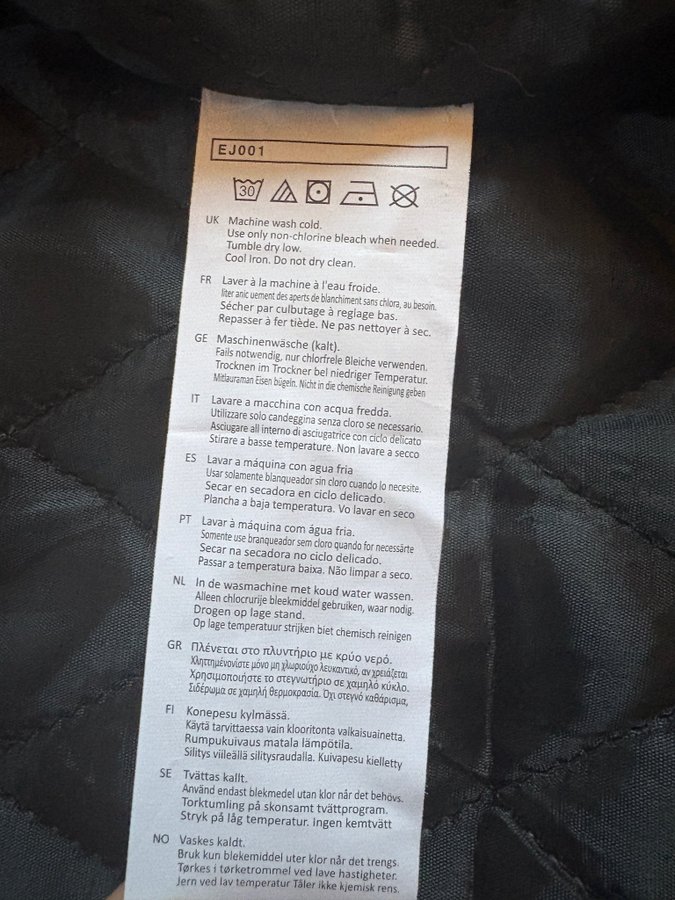 EJ001
30
UK Machine wash cold.
Use only non-chlorine bleach when needed.
Tumble dry low.
Cool Iron. Do not dry clean.
FR Laver à la machine à l'eau froide.
liter anic uement des aperts de blanchiment sans chlora, au besoin.
Sécher par culbutage à reglage bas.
Repasser à fer tiède. Ne pas nettoyer à sec.
GE Maschinenwäsche (kalt).
Fails notwendig, nur chlorfrele Bleiche verwenden.
Trocknen im Trockner bel niedriger Temperatur.
Mitlauraman Eisen bügeln. Nicht in die chemische Reinigung geben
IT Lavare a macchina con acqua fredda.
Utilizzare solo candeggina senza cloro se necessario.
Asciugare all interno di asciugatrice con ciclo delicato
Stirare a basse temperature. Non lavare a secco
ES Lavar a máquina con agua fria
Usar solamente blanqueador sin cloro cuando lo necesite.
Secar en secadora en ciclo delicado.
Plancha a baja temperatura. Vo lavar en seco
PT Lavar à máquina com água fria.
Somente use branqueador sem cloro quando for necessàrte
Secar na secadora no ciclo delicado.
Passar a temperatura baixa. Não limpar a seco.
NL In de wasmachine met koud water wassen.
Alleen chlocrurije bleekmiddel gebruiken, waar nodig.
Drogen op lage stand.
Op lage temperatuur strijken biet chemisch reinigen
GR Πλένεται στο πλυντήριο με κρύο νερό.
Κληττημένονίστε μόνο μη χλωριούχο λευκαντικό, αν χρειάζεται
Χρησιμοποιήστε το στεγνωτήριο σε χαμηλό κύκλο.
Σιδέρωμα σε χαμηλή θερμοκρασία. Όχι στεγνό καθάρισμα,
FI Konepesu kylmässä.
Käytä tarvittaessa vain klooritonta valkaisuainetta.
Rumpukuivaus matala lämpötila.
Silitys viileällä silitysraudalla. Kuivapesu kielletty
SE Tvättas kallt.
Använd endast blekmedel utan klor når det behövs.
Torktumling på skonsamt tvättprogram.
Stryk på låg temperatur. ingen kemtvätt
NO Vaskes kaldt.
Bruk kun blekemiddel uter klor når det trengs.
Tørkes i tørketrommel ved lave hastigheter.
Jern ved lav temperatur Tåler ikke kjemisk rens.